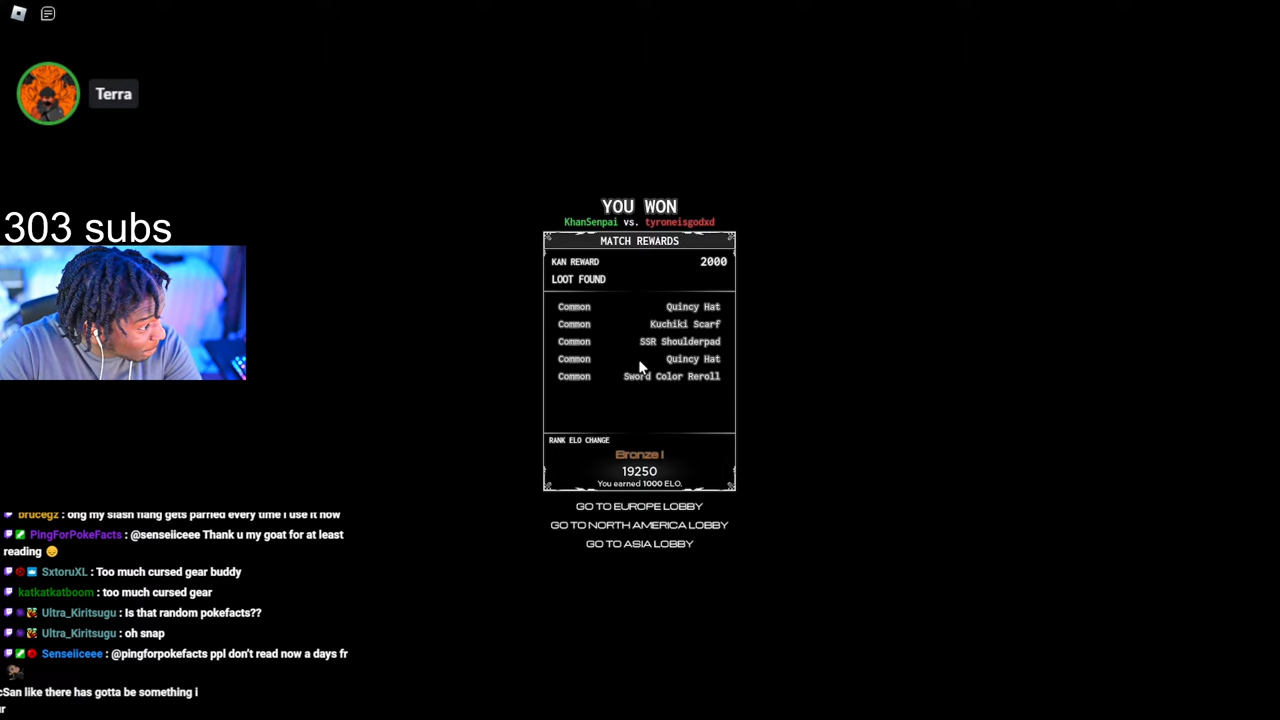 Terra
303 subs
YOU WON
KhanSenpai vs. tyroneisgodxd
MATCH REWARDS
KAN REWARD 2000
LOOT FOUND
Common Quincy Hat
Common Kuchiki Scarf
Common SSR Shoulderpad
Common Quincy Hat
Common Sword Color Reroll
RANK ELO CHANGE
Bronze I
19250
You earned 1000 ELO.
GO TO EUROPE LOBBY
GO TO NORTH AMERICA LOBBY
GO TO ASIA LOBBY
brucegz : ong my slash hang gets parried every time i use it now
PingForPokeFacts : @senseiiceee Thank u my goat for at least
reading 😔
SxtoruXL : Too much cursed gear buddy
katkatkatboom : too much cursed gear
Ultra_Kiritsugu : Is that random pokefacts??
Ultra_Kiritsugu : oh snap
Senseiiceee : @pingforpokefacts ppl don't read now a days fr
cSan like there has gotta be something i